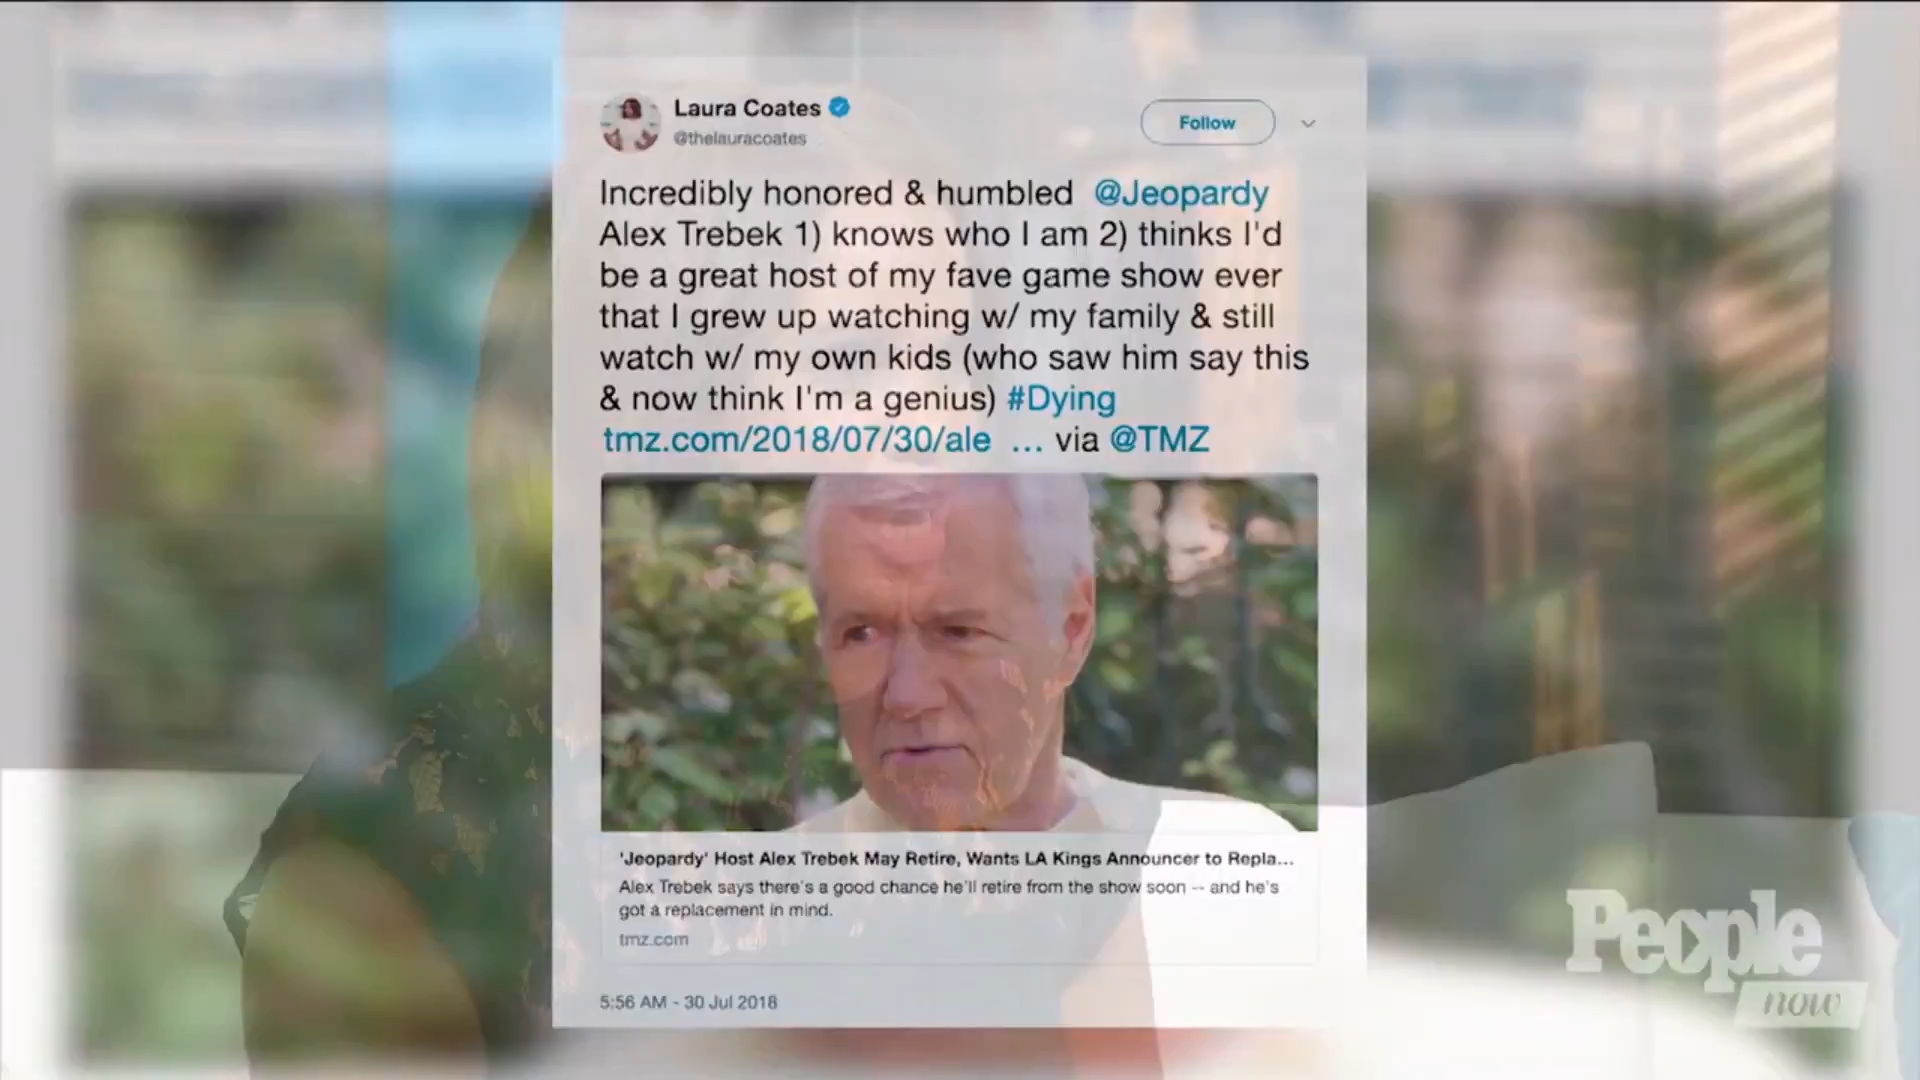 Laura Coates
@thelauracoates
Follow
Incredibly honored & humbled @Jeopardy
Alex Trebek 1) knows who I am 2) thinks I'd
be a great host of my fave game show ever
that I grew up watching w/ my family & still
watch w/ my own kids (who saw him say this
& now think I'm a genius) #Dying
tmz.com/2018/07/30/ale ... via @TMZ
'Jeopardy' Host Alex Trebek May Retire, Wants LA Kings Announcer to Repla...
Alex Trebek says there's a good chance he'll retire from the show soon -- and he's
got a replacement in mind.
tmz.com
5:56 AM - 30 Jul 2018
People
now